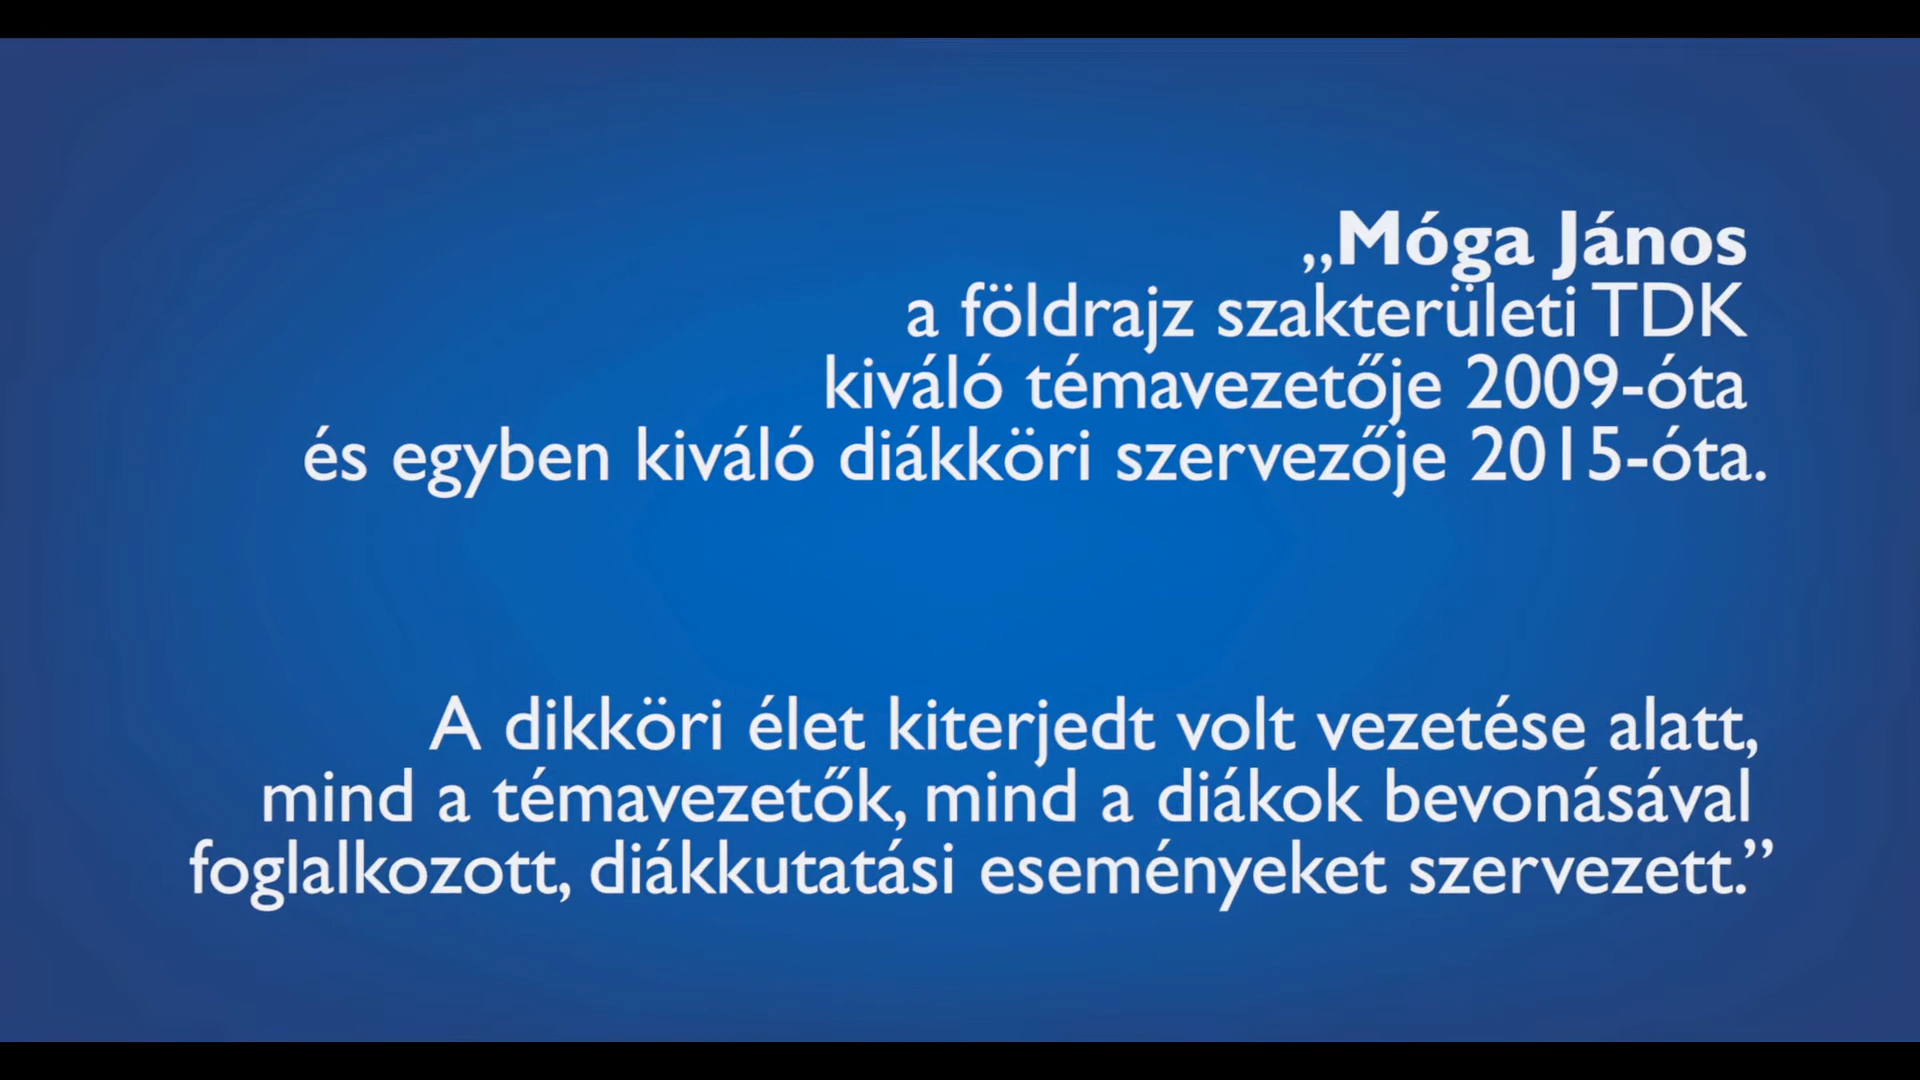 „Móga János
a földrajz szakterületi TDK
kiváló témavezetője 2009-óta
és egyben kiváló diákköri szervezője 2015-óta.
A dikköri élet kiterjedt volt vezetése alatt,
mind a témavezetők, mind a diákok bevonásával
foglalkozott, diákkutatási eseményeket szervezett.”